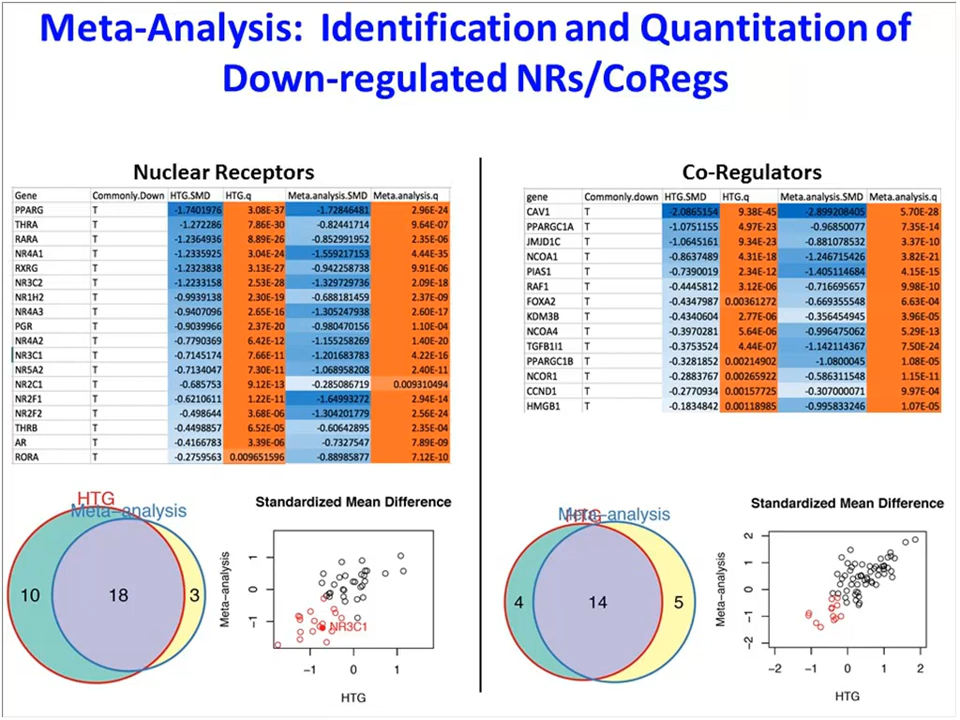 Meta-Analysis: Identification and Quantitation of
Down-regulated NRs/CoRegs
Nuclear Receptors
Gene Commonly.Down HTG.SMD HTG.q Meta.analysis.SMD Meta.analysis.q
PPARG T -1.7401976 3.08E-37 -1.72846481 2.96E-24
THRA T -1.272286 7.86E-30 -0.82441714 9.64E-07
RARA T -1.2364936 8.89E-26 -0.852991952 2.35E-06
NR4A1 T -1.2335925 3.04E-24 -1.559217153 4.44E-35
RXRG T -1.2323838 3.13E-27 -0.942258738 9.91E-06
NR3C2 T -1.2233158 2.53E-28 -1.329729736 2.09E-18
NR1H2 T -0.9939138 2.30E-19 -0.688181459 2.37E-09
NR4A3 T -0.9407096 2.65E-16 -1.305247938 2.60E-17
PGR T -0.9039966 2.37E-20 -0.980470156 1.10E-04
NR4A2 T -0.7790369 6.42E-12 -1.155258269 1.40E-20
NR3C1 T -0.7145174 7.66E-11 -1.201683783 4.22E-16
NR5A2 T -0.7134047 7.30E-11 -1.068958208 2.40E-11
NR2C1 T -0.685753 9.12E-13 -0.285086719 0.009310494
NR2F1 T -0.6210611 1.22E-11 -1.64993272 2.94E-14
NR2F2 T -0.498644 3.68E-06 -1.304201779 2.56E-24
THRB T -0.4498857 6.52E-05 -0.60642895 2.35E-04
AR T -0.4166783 3.39E-06 -0.7327547 7.89E-09
RORA T -0.2759563 0.009651596 -0.88985877 7.12E-10
Co-Regulators
gene Commonly.down HTG.SMD HTG.q Meta.analysis.SMD Meta.analysis.q
CAV1 T -2.0865154 9.38E-45 -2.899208405 5.70E-28
PPARGC1A T -1.0751155 4.97E-23 -0.96850077 7.35E-14
JMJD1C T -1.0645161 9.34E-23 -0.881078532 3.37E-10
NCOA1 T -0.8637489 4.31E-18 -1.246715426 3.82E-21
PIAS1 T -0.7390019 2.34E-12 -1.405114684 4.15E-15
RAF1 T -0.4445812 3.12E-06 -0.716695657 9.98E-10
FOXA2 T -0.4347987 0.00361272 -0.669355548 6.63E-04
KDM3B T -0.4340604 2.77E-06 -0.356454945 3.96E-05
NCOA4 T -0.3970281 5.64E-06 -0.996475062 5.29E-13
TGFB1I1 T -0.3753524 4.44E-07 -1.142114367 7.50E-24
PPARGC1B T -0.3281852 0.00214902 -1.0800045 1.08E-05
NCOR1 T -0.2883767 0.00265922 -0.586311548 1.15E-11
CCND1 T -0.2770934 0.00157725 -0.307000071 9.97E-04
HMGB1 T -0.1834842 0.00118985 -0.995833246 1.07E-05
HTG
Meta-analysis
10 18 3
Standardized Mean Difference
Meta-analysis
1
0
-1
NR3C1
-1 0 1
HTG
HTG
Meta-analysis
4 14 5
Standardized Mean Difference
Meta-analysis
2
1
0
-1
-2
-2 -1 0 1 2
HTG